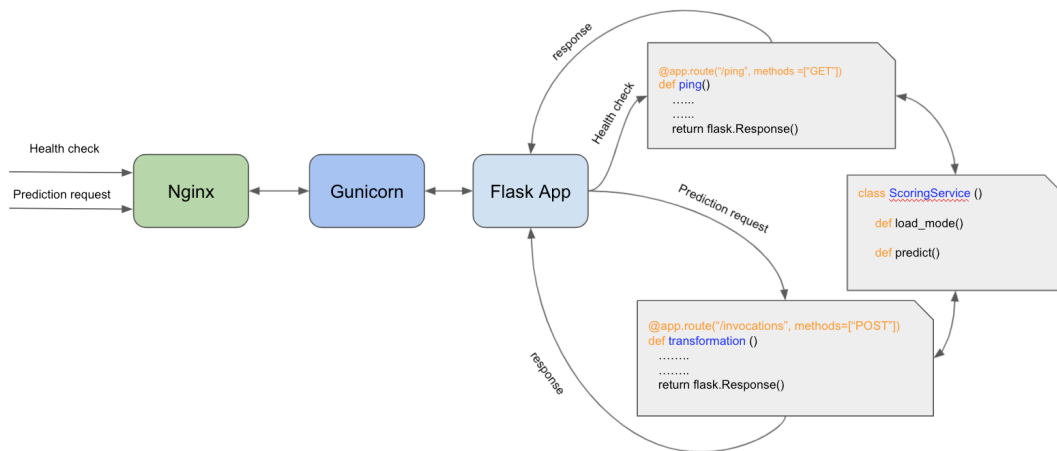 response
@app.route(“/ping”, methods =[“GET”])
def ping()
…...
…...
return flask.Response()
Health check
Health check
Prediction request
Nginx
Gunicorn
Flask App
Prediction request
class ScoringService ()
def load_mode()
def predict()
@app.route(“/invocations”, methods=[“POST”])
def transformation ()
……..
……..
return flask.Response()
response